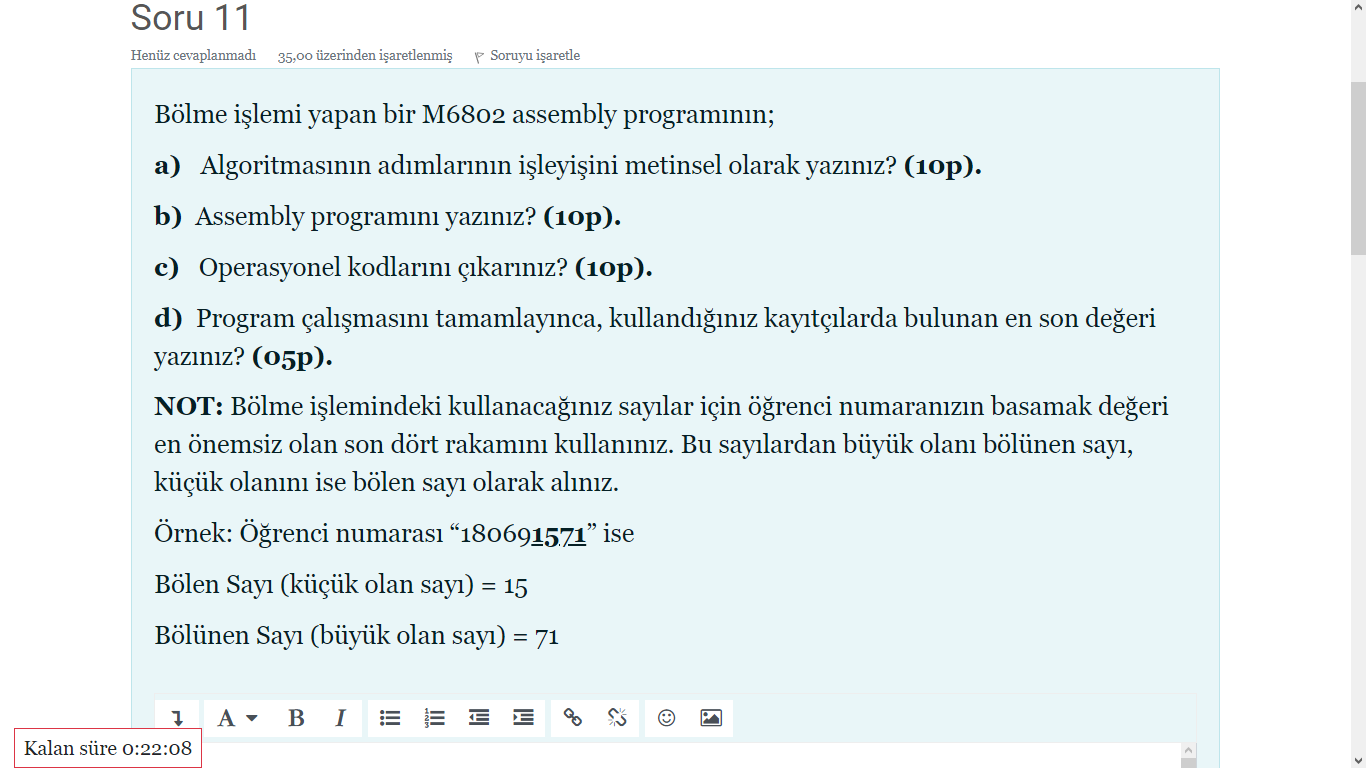 Soru 11
Henüz cevaplanmadı 35,00 üzerinden işaretlenmiş Soruyu işaretle
Bölme işlemi yapan bir M6802 assembly programının;
a) Algoritmasının adımlarının işleyişini metinsel olarak yazınız? (10p).
b) Assembly programını yazınız? (10p).
c) Operasyonel kodlarını çıkarınız? (10p).
d) Program çalışmasını tamamlayınca, kullandığınız kayıtçılarda bulunan en son değeri
yazınız? (05p).
NOT: Bölme işlemindeki kullanacağınız sayılar için öğrenci numaranızın basamak değeri
en önemsiz olan son dört rakamını kullanınız. Bu sayılardan büyük olanı bölünen sayı,
küçük olanını ise bölen sayı olarak alınız.
Örnek: Öğrenci numarası “180691571” ise
Bölen Sayı (küçük olan sayı) = 15
Bölünen Sayı (büyük olan sayı) = 71
A B I
Kalan süre 0:22:08